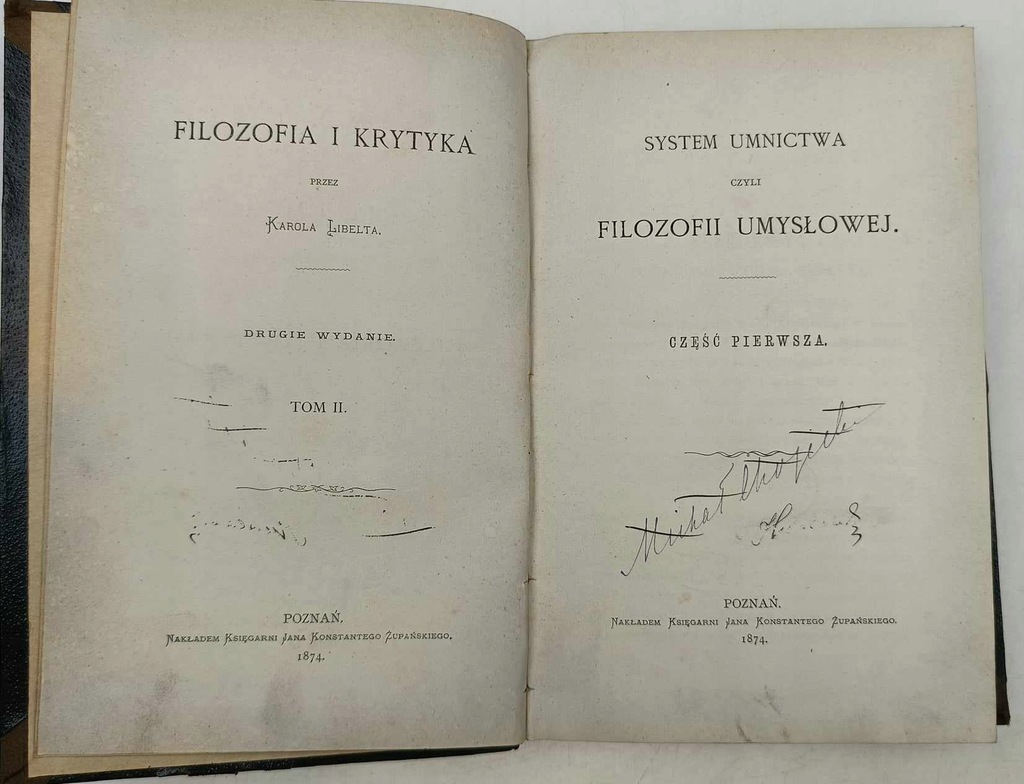 FILOZOFIA I KRYTYKA
PRZEZ
KAROLA LIBELTA.
DRUGIE WYDANIE.
TOM II.
POZNAŃ.
NAKŁADEM KSIĘGARNI JANA KONSTANTEGO ŻUPAŃSKIEGO.
1874.
SYSTEM UMNICTWA
CZYLI
FILOZOFII UMYSŁOWEJ.
CZĘŚĆ PIERWSZA.
Michał
POZNAŃ.
NAKŁADEM KSIĘGARNI JANA KONSTANTEGO ŻUPAŃSKIEGO.
1874.